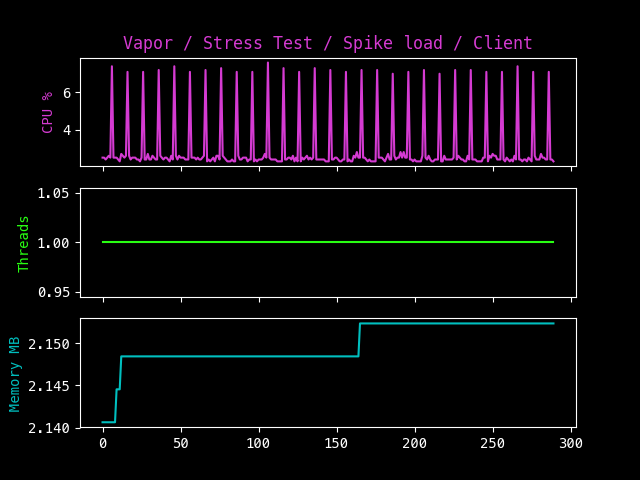 Vapor / Stress Test / Spike load / Client
CPU %
6
4
Threads
1.05
1.00
0.95
Memory MB
2.150
2.145
2.140
0 50 100 150 200 250 300